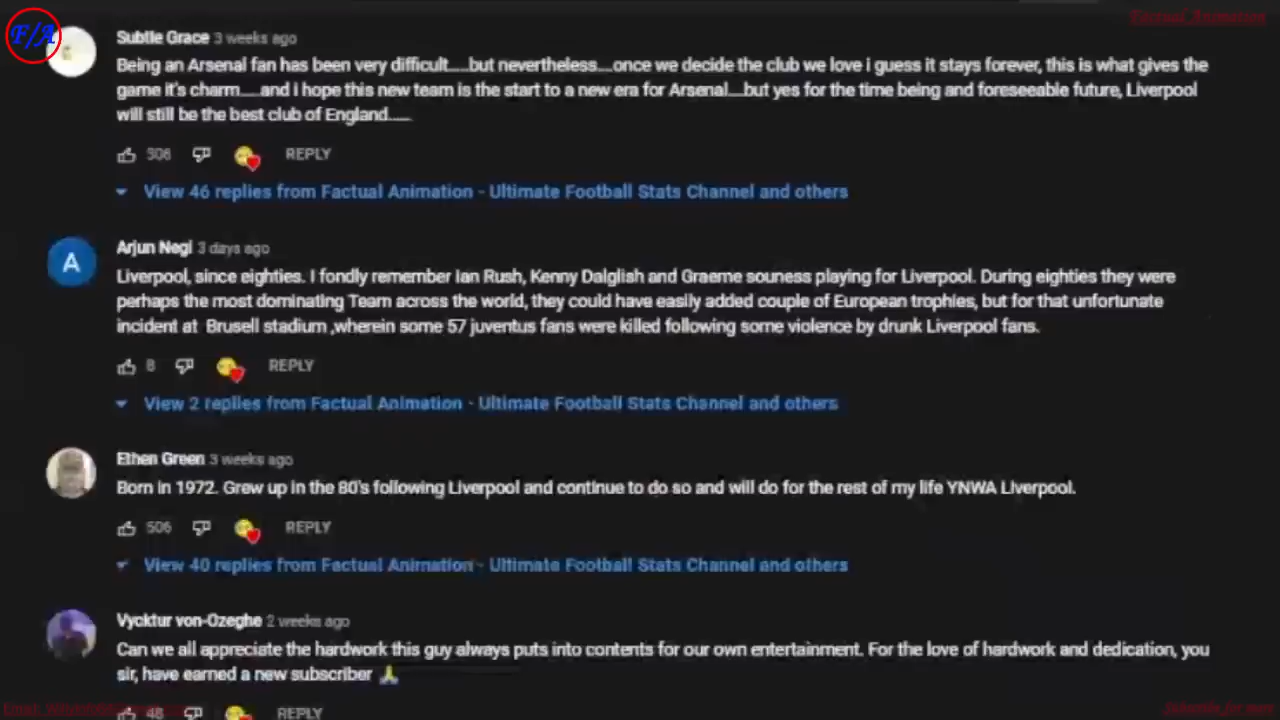 F/A
Factual Animation
Subtle Grace 3 weeks ago
Being an Arsenal fan has been very difficult.....but nevertheless....once we decide the club we love i guess it stays forever, this is what gives the
game it's charm.....and i hope this new team is the start to a new era for Arsenal....but yes for the time being and foreseeable future, Liverpool
will still be the best club of England......
306 REPLY
View 46 replies from Factual Animation - Ultimate Football Stats Channel and others
A
Arjun Negi 3 days ago
Liverpool, since eighties. I fondly remember Ian Rush, Kenny Dalglish and Graeme souness playing for Liverpool. During eighties they were
perhaps the most dominating Team across the world, they could have easily added couple of European trophies, but for that unfortunate
incident at Brusell stadium ,wherein some 57 juventus fans were killed following some violence by drunk Liverpool fans.
8 REPLY
View 2 replies from Factual Animation - Ultimate Football Stats Channel and others
Ethen Green 3 weeks ago
Born in 1972. Grew up in the 80's following Liverpool and continue to do so and will do for the rest of my life YNWA Liverpool.
506 REPLY
View 40 replies from Factual Animation - Ultimate Football Stats Channel and others
Vycktur von-Ozeghe 2 weeks ago
Can we all appreciate the hardwork this guy always puts into contents for our own entertainment. For the love of hardwork and dedication, you
sir, have earned a new subscriber 🙏
48 REPLY